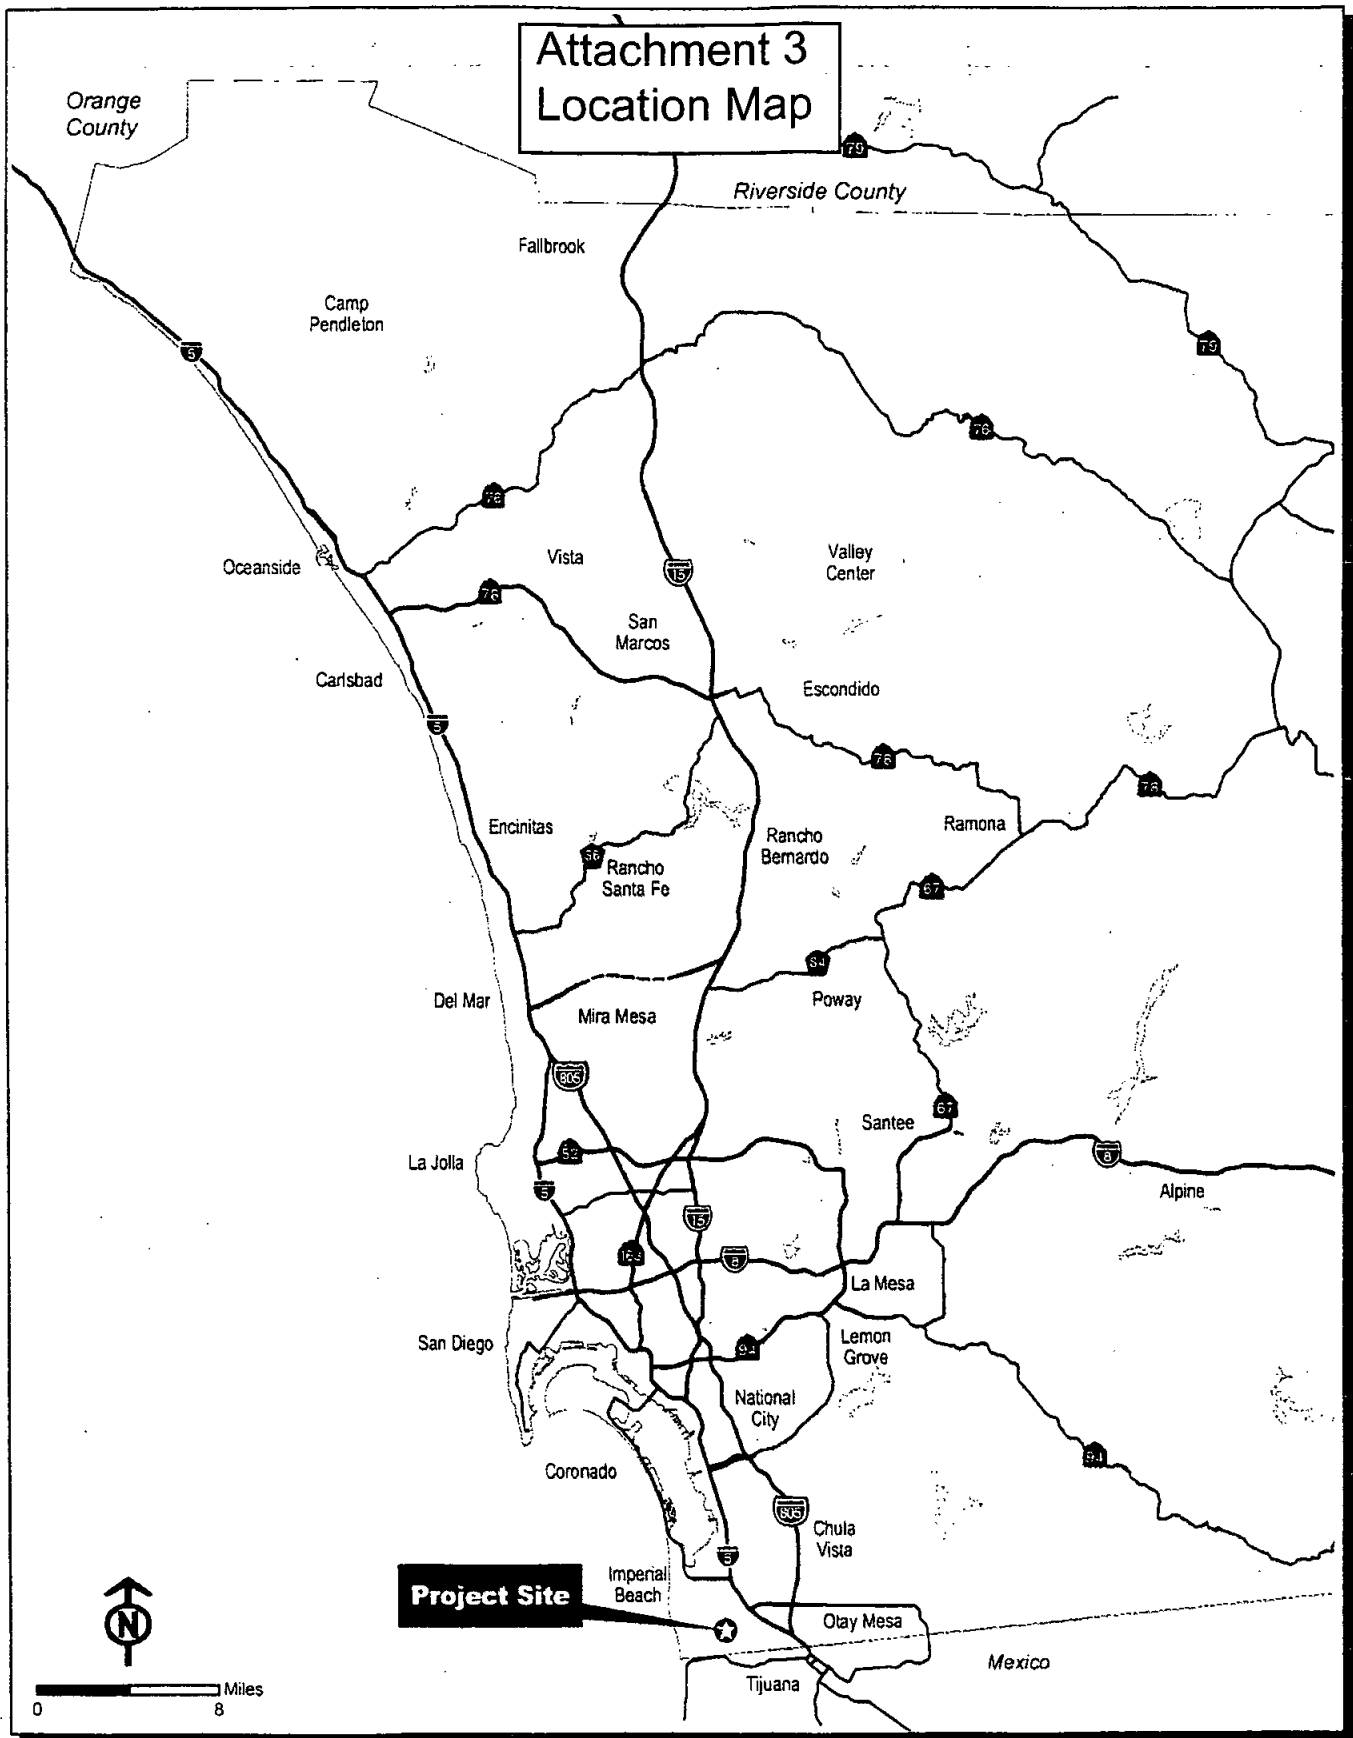 Attachment 3
Location Map
Orange
County
79
Riverside County
Fallbrook
Camp
Pendleton
5
79
76
76
Oceanside
Vista
Valley
Center
15
76
San
Marcos
Carlsbad
Escondido
5
76
76
Encinitas
Ramona
Rancho
Bernardo
S6
Rancho
Santa Fe
67
S4
Del Mar
Poway
Mira Mesa
805
67
Santee
La Jolla
52
8
5
Alpine
15
163
8
La Mesa
San Diego
94
Lemon
Grove
National
City
94
Coronado
805
Chula
Vista
5
Imperial
Beach
Project Site
N
Otay Mesa
Mexico
Tijuana
Miles
0 8